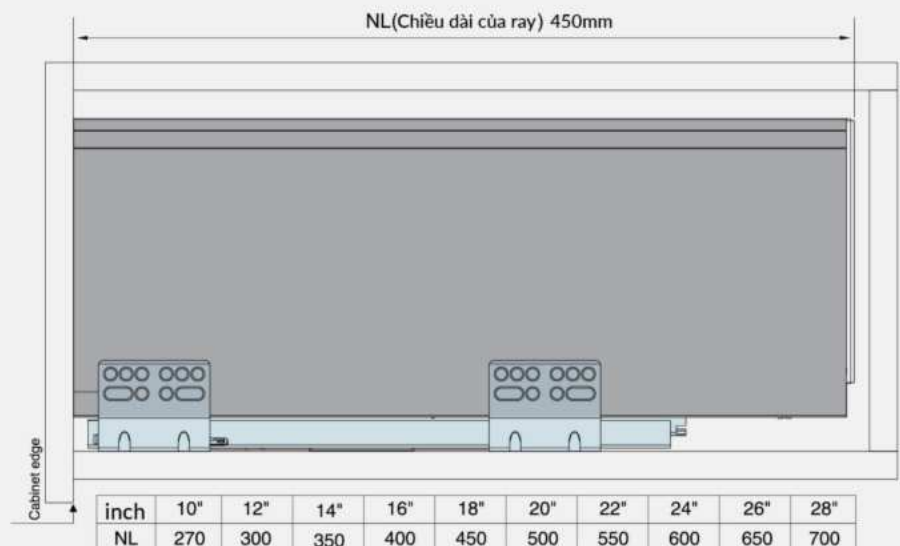 NL(Chiều dài của ray) 450mm
Cabinet edge
inch 10" 12" 14" 16" 18" 20" 22" 24" 26" 28"
NL 270 300 350 400 450 500 550 600 650 700